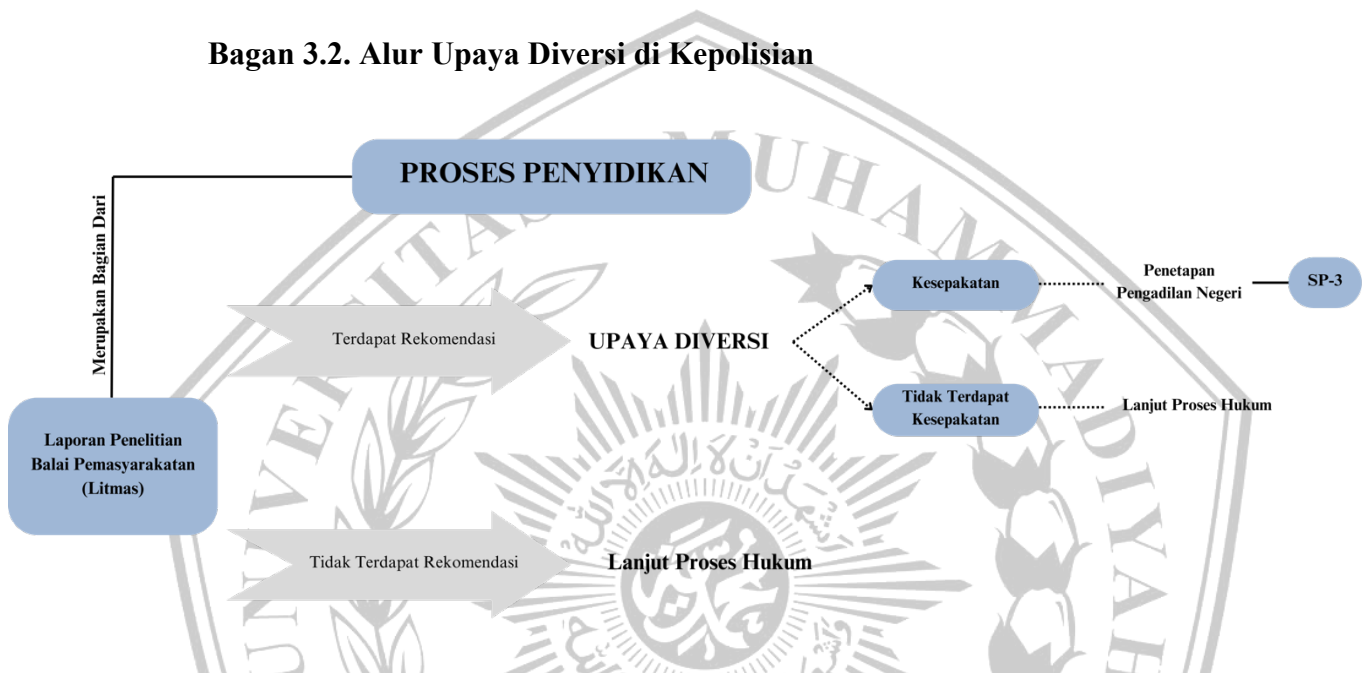 Bagan 3.2. Alur Upaya Diversi di Kepolisian
UNIVERSITAS MUHAMMADIYAH
PROSES PENYIDIKAN
Merupakan Bagian Dari
Kesepakatan
Penetapan
Pengadilan Negeri
SP-3
Terdapat Rekomendasi
UPAYA DIVERSI
Tidak Terdapat
Kesepakatan
Lanjut Proses Hukum
Laporan Penelitian
Balai Pemasyarakatan
(Litmas)
Tidak Terdapat Rekomendasi
Lanjut Proses Hukum